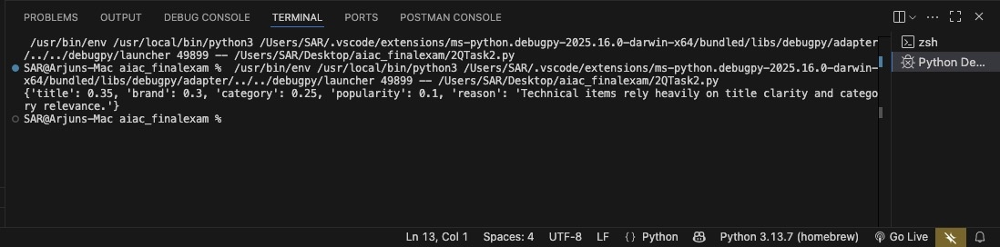 PROBLEMS OUTPUT DEBUG CONSOLE TERMINAL PORTS POSTMAN CONSOLE
/usr/bin/env /usr/local/bin/python3 /Users/SAR/.vscode/extensions/ms-python.debugpy-2025.16.0-darwin-x64/bundled/libs/debugpy/adapter
/../../debugpy/launcher 49899 -- /Users/SAR/Desktop/aiac_finalexam/2QTask2.py
SAR@Arjuns-Mac aiac_finalexam % /usr/bin/env /usr/local/bin/python3 /Users/SAR/.vscode/extensions/ms-python.debugpy-2025.16.0-darwin-
x64/bundled/libs/debugpy/adapter/../../debugpy/launcher 49899 -- /Users/SAR/Desktop/aiac_finalexam/2QTask2.py
{'title': 0.35, 'brand': 0.3, 'category': 0.25, 'popularity': 0.1, 'reason': 'Technical items rely heavily on title clarity and catego
ry relevance.'}
SAR@Arjuns-Mac aiac_finalexam %
zsh
Python De...
Ln 13, Col 1 Spaces: 4 UTF-8 LF {} Python Python 3.13.7 (homebrew) Go Live